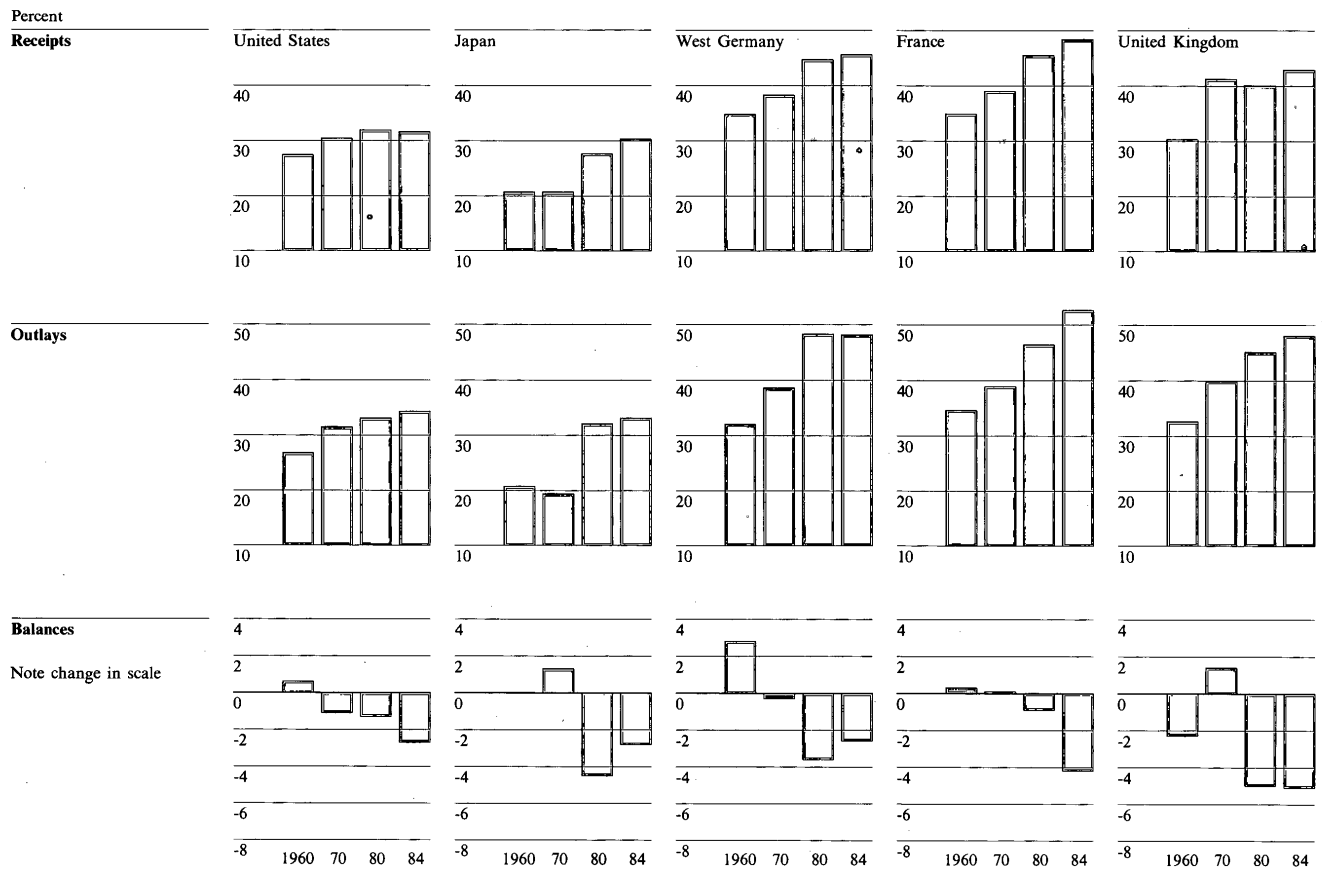 Percent
Receipts United States Japan West Germany France United Kingdom
40 40 40 40 40
30 30 30 30 30
20 20 20 20 20
10 10 10 10 10
Outlays 50 50 50 50 50
40 40 40 40 40
30 30 30 30 30
20 20 20 20 20
10 10 10 10 10
Balances 4 4 4 4 4
Note change in scale 2 2 2 2 2
0 0 0 0 0
-2 -2 -2 -2 -2
-4 -4 -4 -4 -4
-6 -6 -6 -6 -6
-8 1960 70 80 84 -8 1960 70 80 84 -8 1960 70 80 84 -8 1960 70 80 84 -8 1960 70 80 84